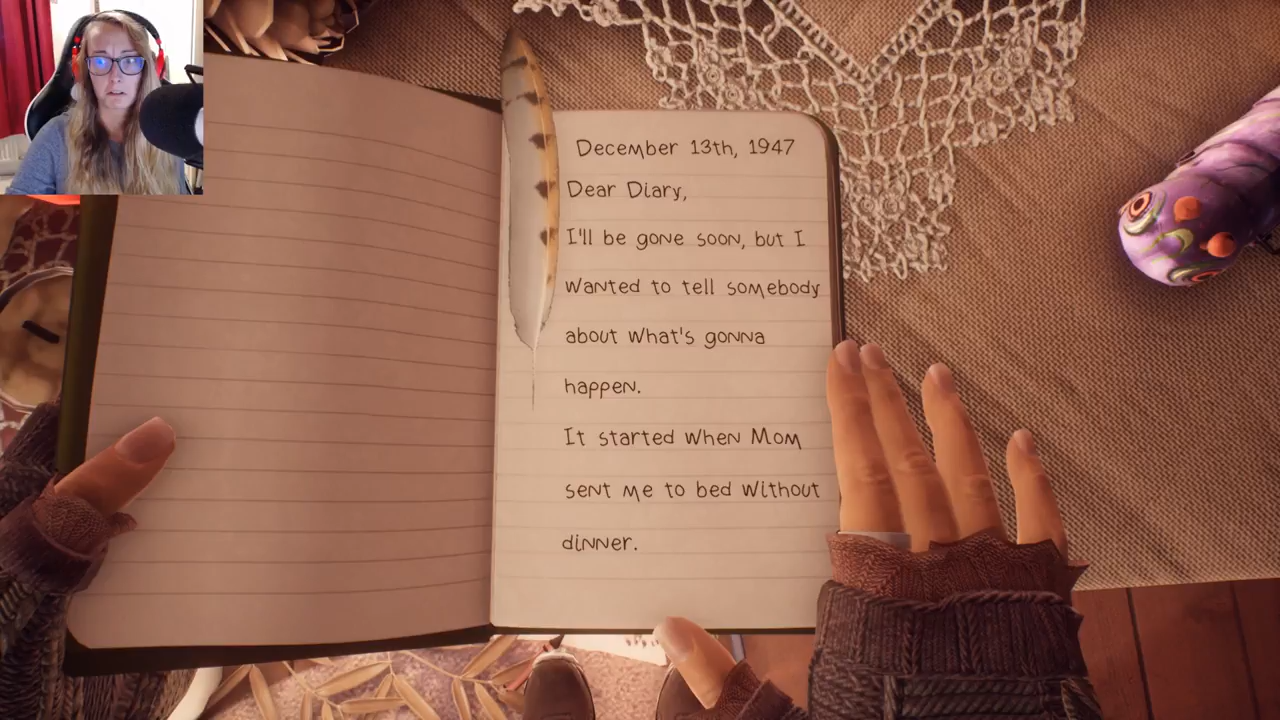 December 13th, 1947
Dear Diary,
I'll be gone soon, but I
wanted to tell somebody
about what's gonna
happen.
It started when Mom
sent me to bed without
dinner.